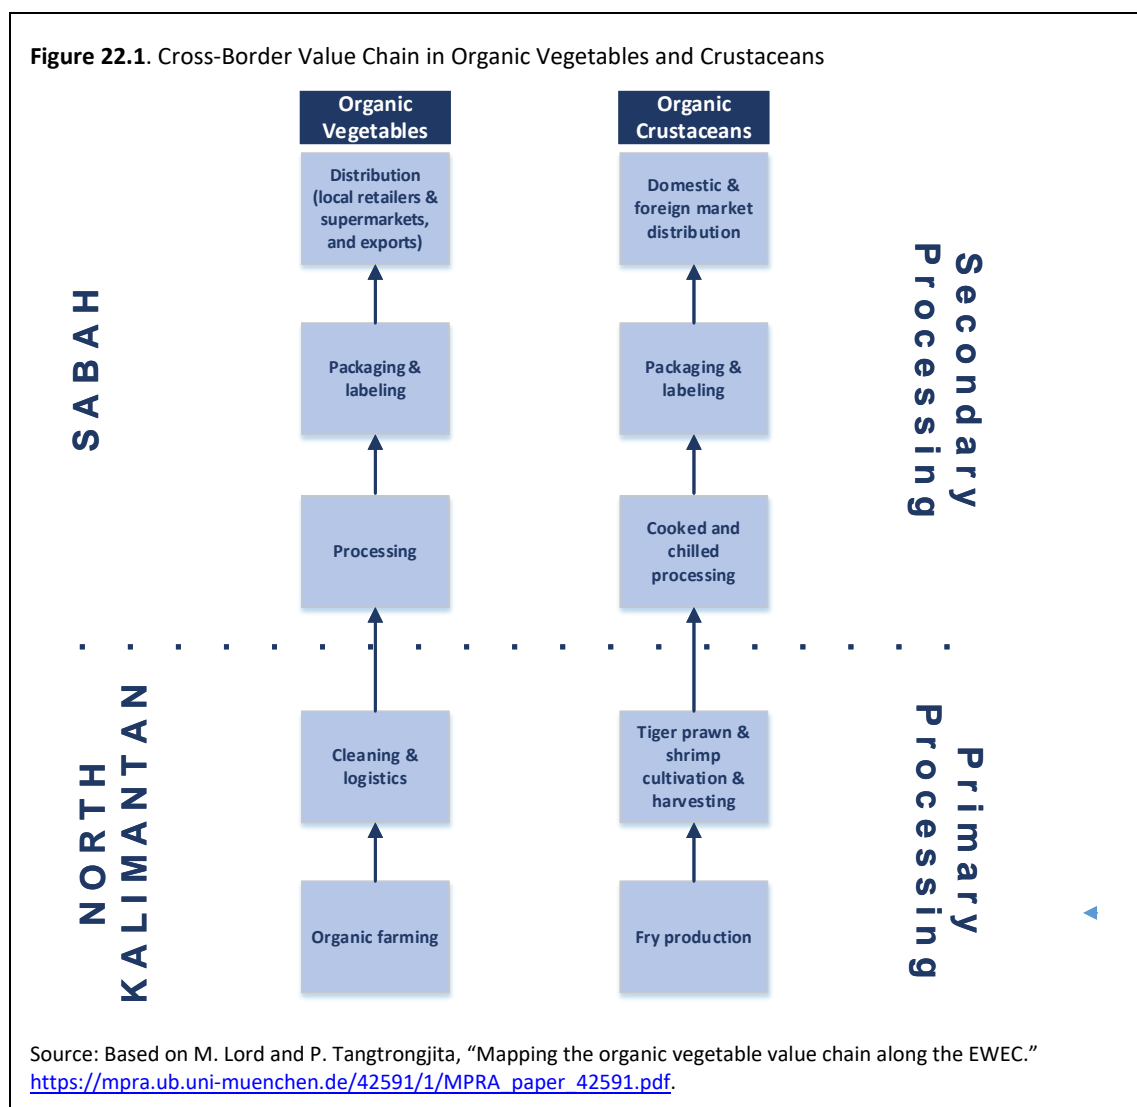 Figure 22.1. Cross-Border Value Chain in Organic Vegetables and Crustaceans
Organic
Vegetables
Organic
Crustaceans
Distribution
(local retailers &
supermarkets,
and exports)
Domestic &
foreign market
distribution
SABAH
Secondary
Processing
Packaging &
labeling
Packaging &
labeling
Processing
Cooked and
chilled
processing
NORTH
KALIMANTAN
Primary
Processing
Cleaning &
logistics
Tiger prawn &
shrimp
cultivation &
harvesting
Organic farming
Fry production
Source: Based on M. Lord and P. Tangtrongjita, “Mapping the organic vegetable value chain along the EWEC.”
https://mpra.ub.uni-muenchen.de/42591/1/MPRA_paper_42591.pdf.